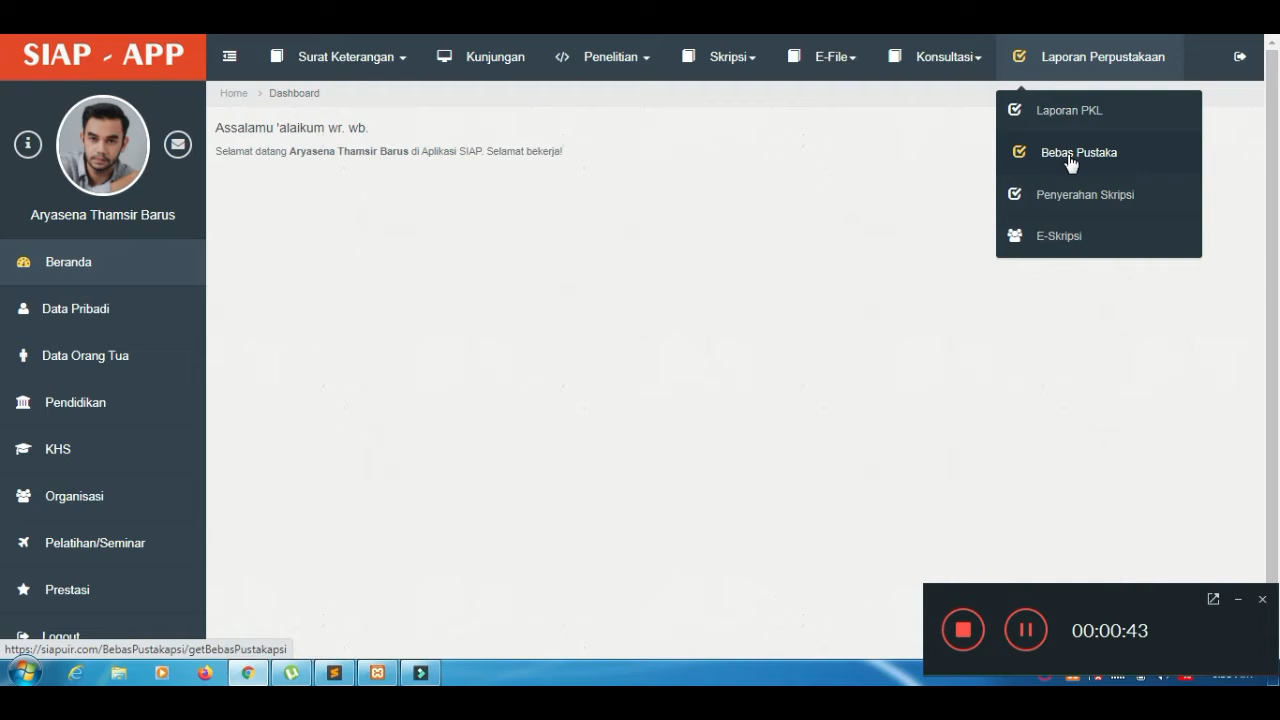 SIAP - APP
Surat Keterangan
Kunjungan
Penelitian
Skripsi
E-File
Konsultasi
Laporan Perpustakaan
Home > Dashboard
Laporan PKL
Bebas Pustaka
Penyerahan Skripsi
E-Skripsi
Assalamu 'alaikum wr. wb.
Selamat datang Aryasena Thamsir Barus di Aplikasi SIAP. Selamat bekerja!
Aryasena Thamsir Barus
Beranda
Data Pribadi
Data Orang Tua
Pendidikan
KHS
Organisasi
Pelatihan/Seminar
Prestasi
Logout
https://siapuir.com/BebasPustakapsi/getBebasPustakapsi
00:00:43